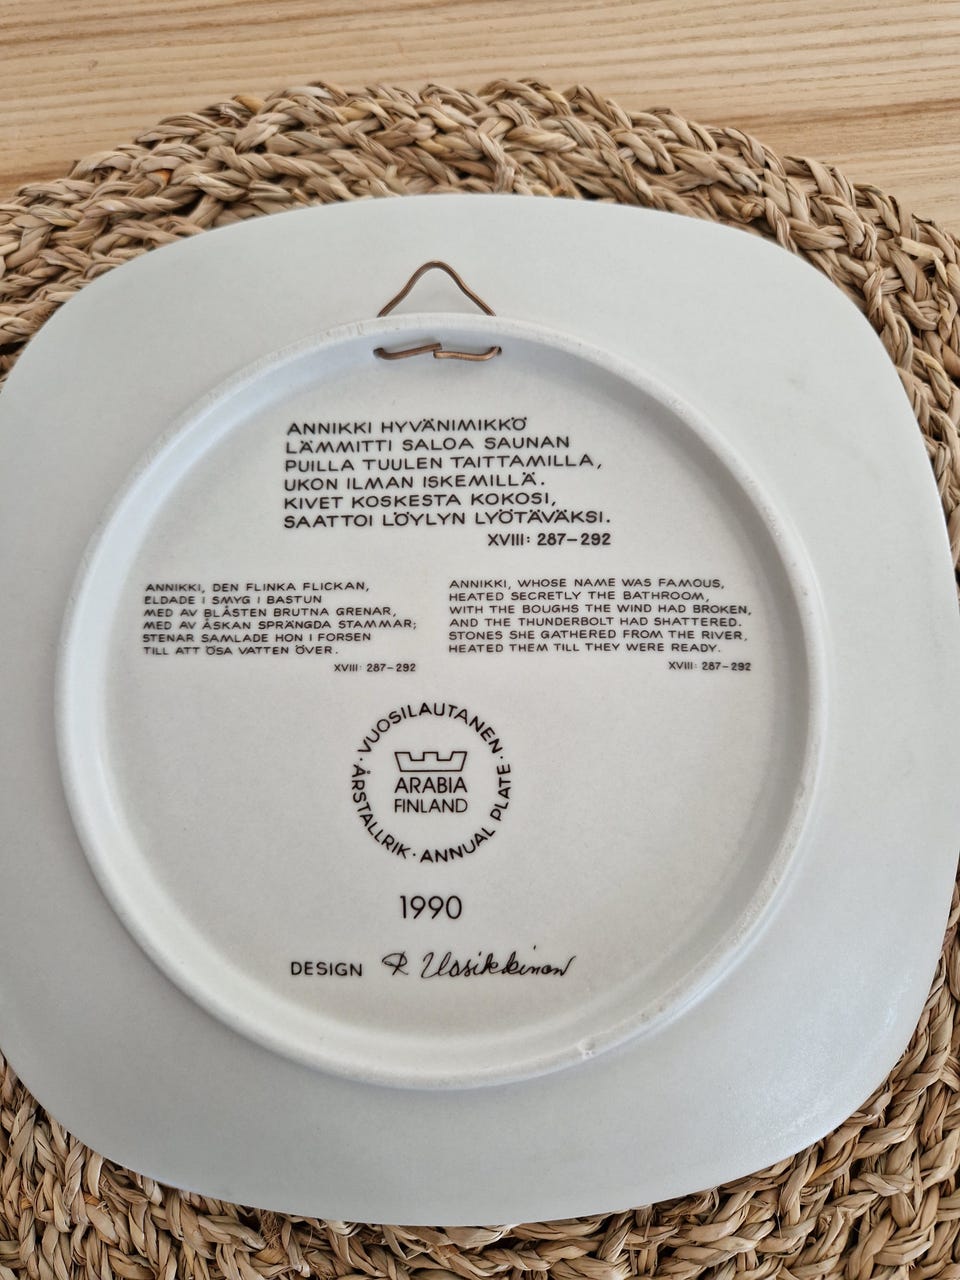 ANNIKKI HYVÄNIMIKKÖ
LÄMMITTI SALOA SAUNAN
PUILLA TUULEN TAITTAMILLA,
UKON ILMAN ISKEMILLÄ.
KIVET KOSKESTA KOKOSI,
SAATTOI LÖYLYN LYÖTÄVÄKSI.
XVIII: 287–292
ANNIKKI, DEN FLINKA FLICKAN,
ELDADE I SMYG I BASTUN
MED AV BLÅSTEN BRUTNA GRENAR,
MED AV ÅSKAN SPRÄNGDA STAMMAR;
STENAR SAMLADE HON I FORSEN
TILL ATT ÖSA VATTEN ÖVER.
XVIII: 287–292
ANNIKKI, WHOSE NAME WAS FAMOUS,
HEATED SECRETLY THE BATHROOM,
WITH THE BOUGHS THE WIND HAD BROKEN,
AND THE THUNDERBOLT HAD SHATTERED.
STONES SHE GATHERED FROM THE RIVER,
HEATED THEM TILL THEY WERE READY.
XVIII: 287–292
· VUOSILAUTANEN · ANNUAL PLATE · ÅRSTALLRIK
ARABIA
FINLAND
1990
DESIGN R Uosikkinen